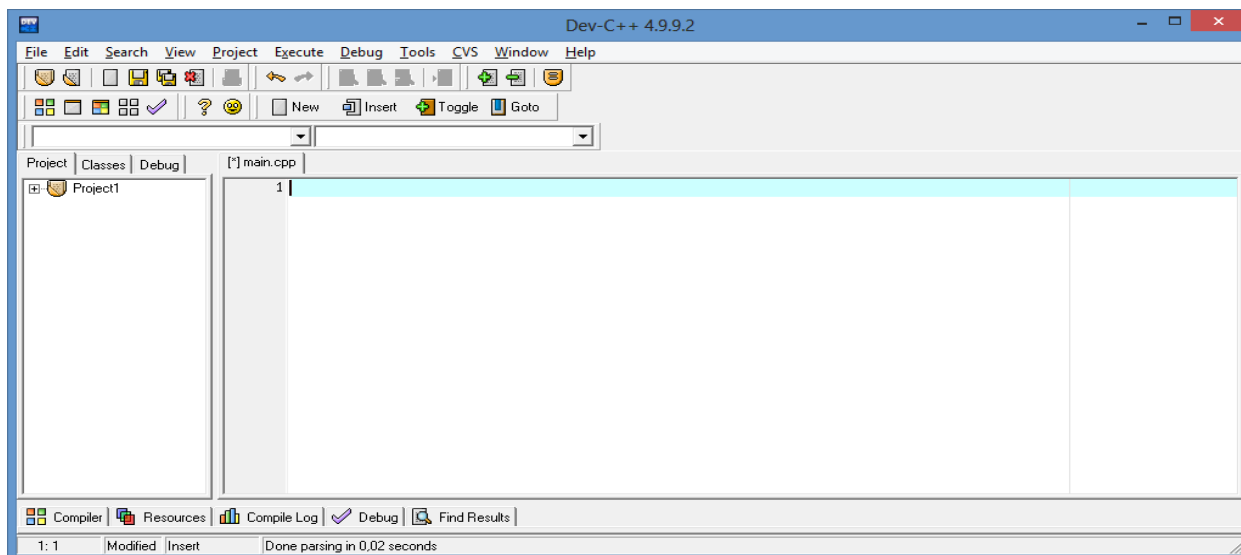 Dev-C++ 4.9.9.2
File Edit Search View Project Execute Debug Tools CVS Window Help
New Insert Toggle Goto
Project Classes Debug [*] main.cpp
Project1 1
Compiler Resources Compile Log Debug Find Results
1: 1 Modified Insert Done parsing in 0,02 seconds